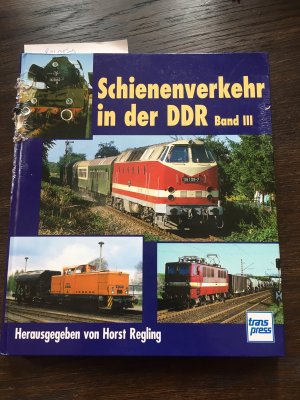 Schienenverkehr
in der DDR Band III
Herausgegeben von Horst Regling
trans
press